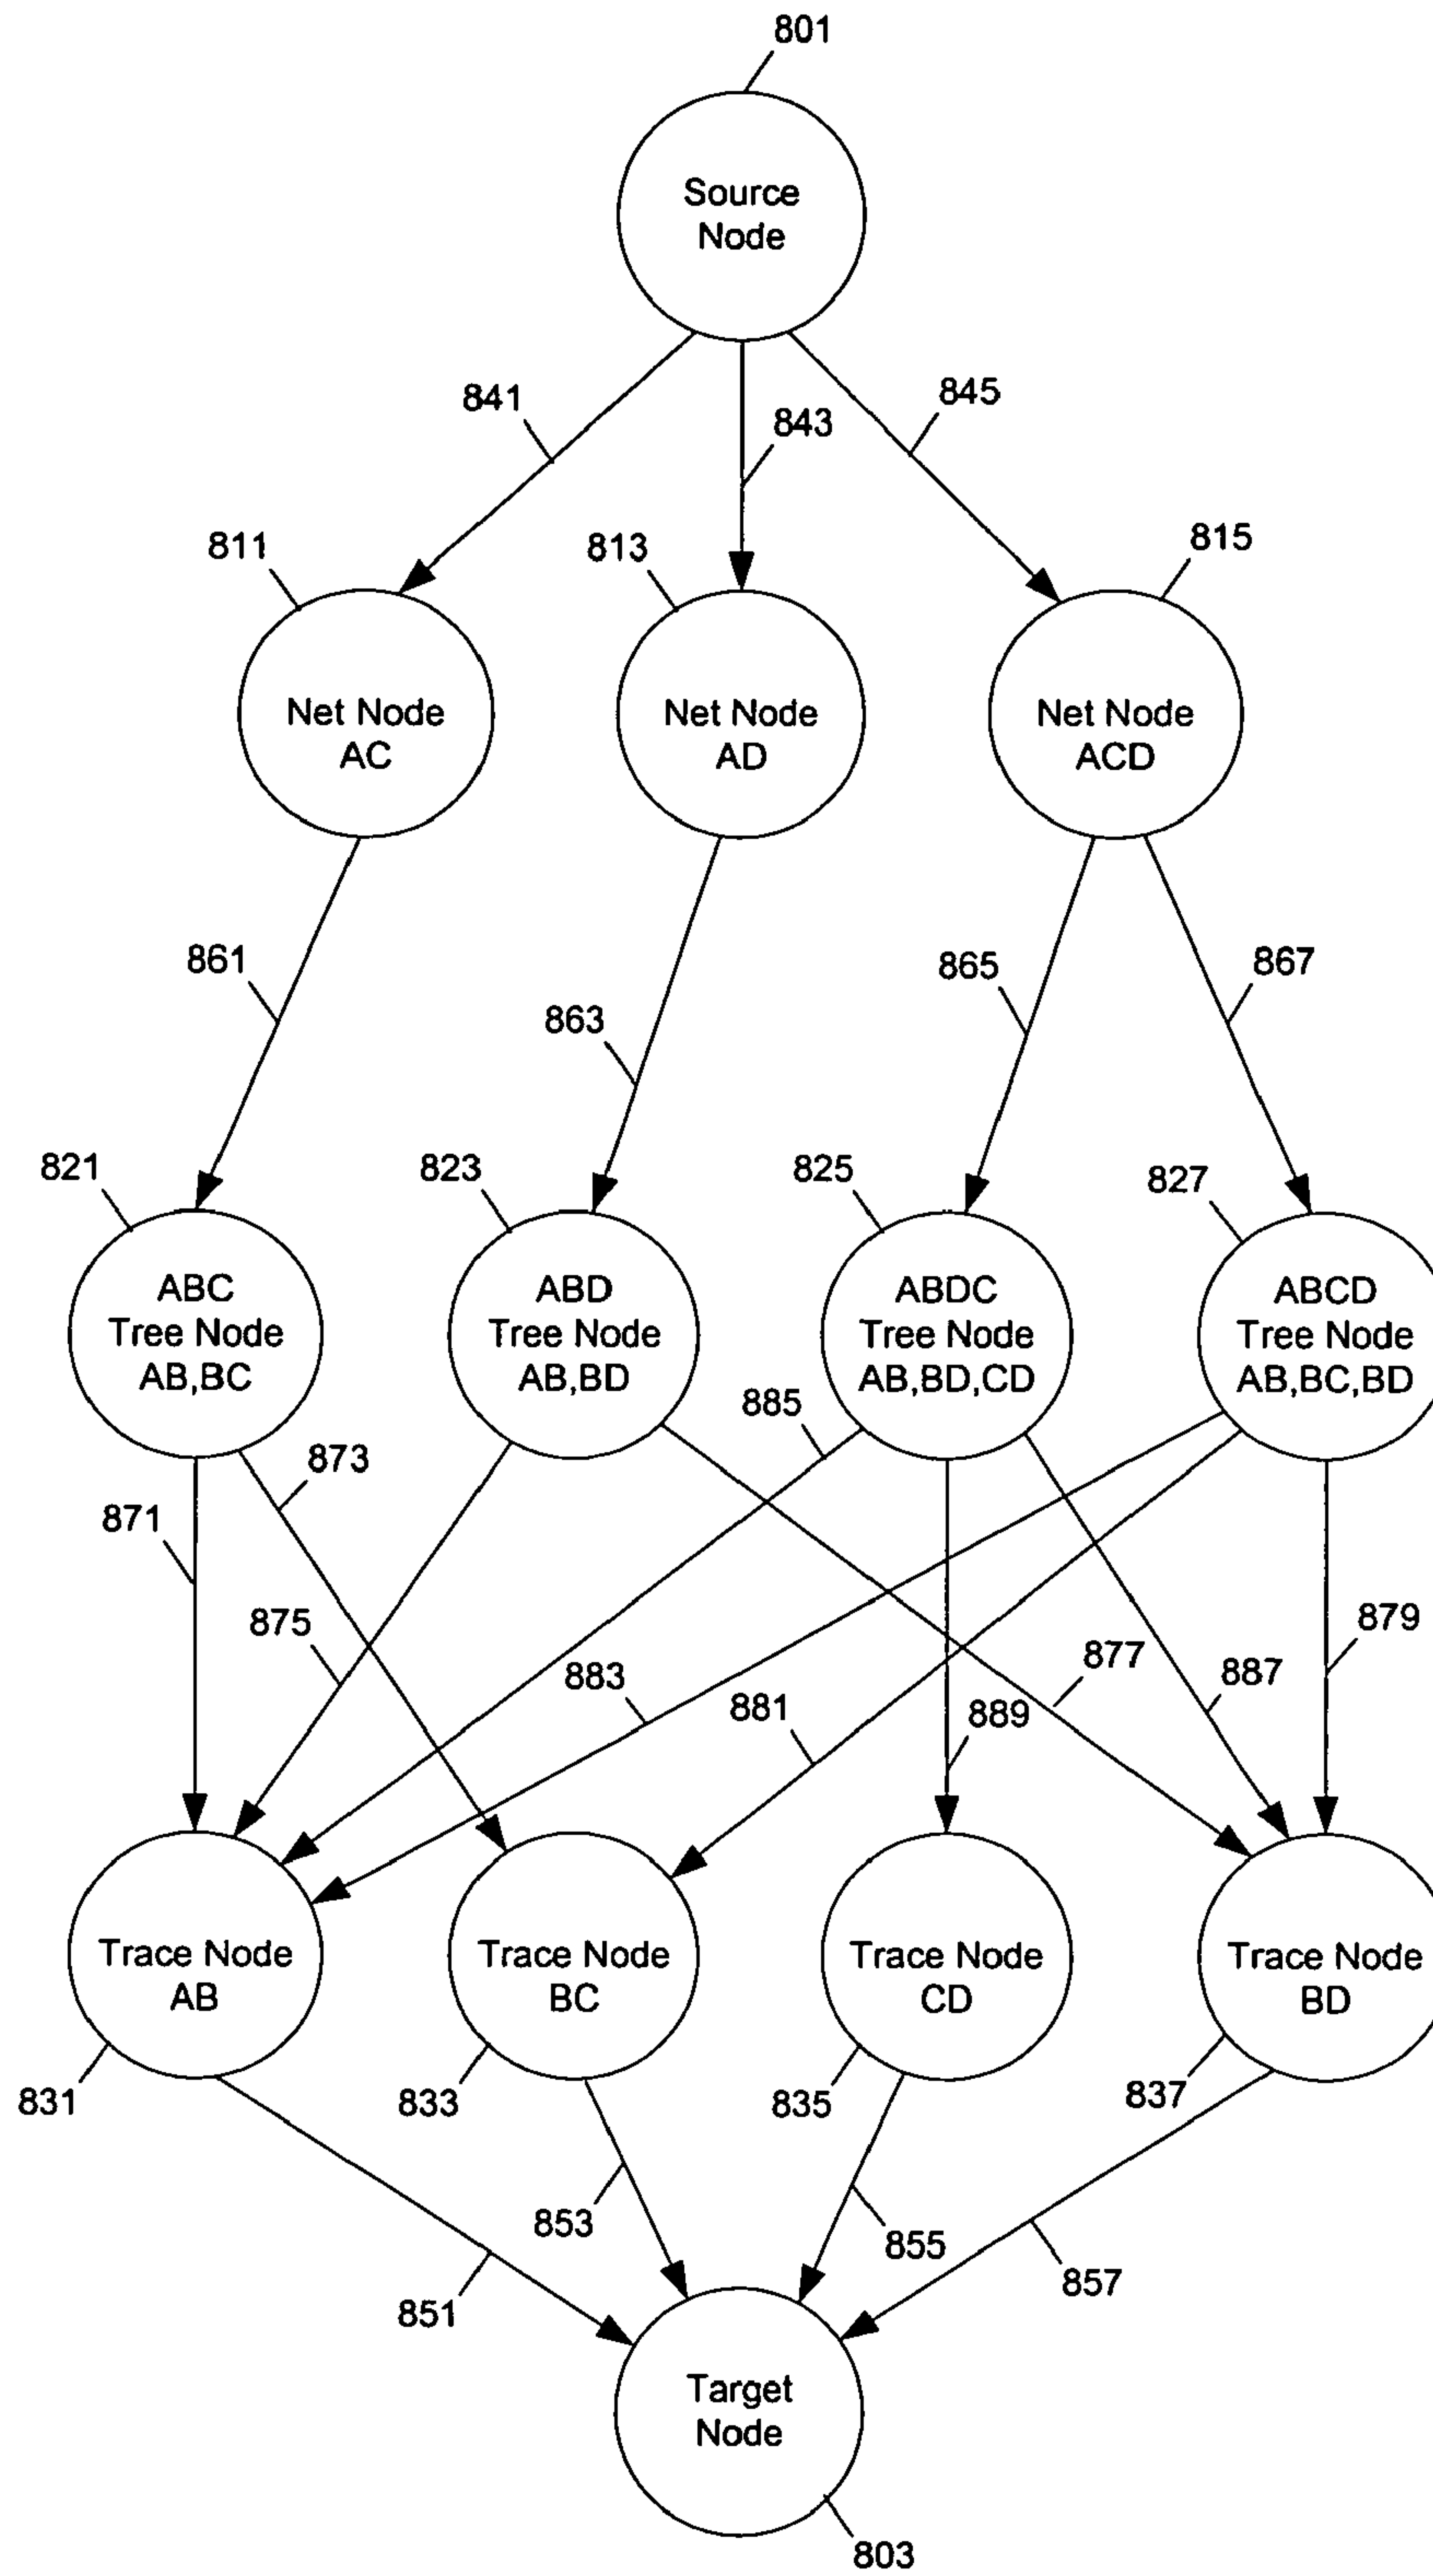 801
Source
Node
841
843
845
811
813
815
Net Node
AC
Net Node
AD
Net Node
ACD
861
863
865
867
821
823
825
827
ABC
Tree Node
AB,BC
ABD
Tree Node
AB,BD
ABDC
Tree Node
AB,BD,CD
ABCD
Tree Node
AB,BC,BD
885
873
871
875
883
881
889
877
887
879
Trace Node
AB
Trace Node
BC
Trace Node
CD
Trace Node
BD
831
833
835
837
851
853
855
857
Target
Node
803